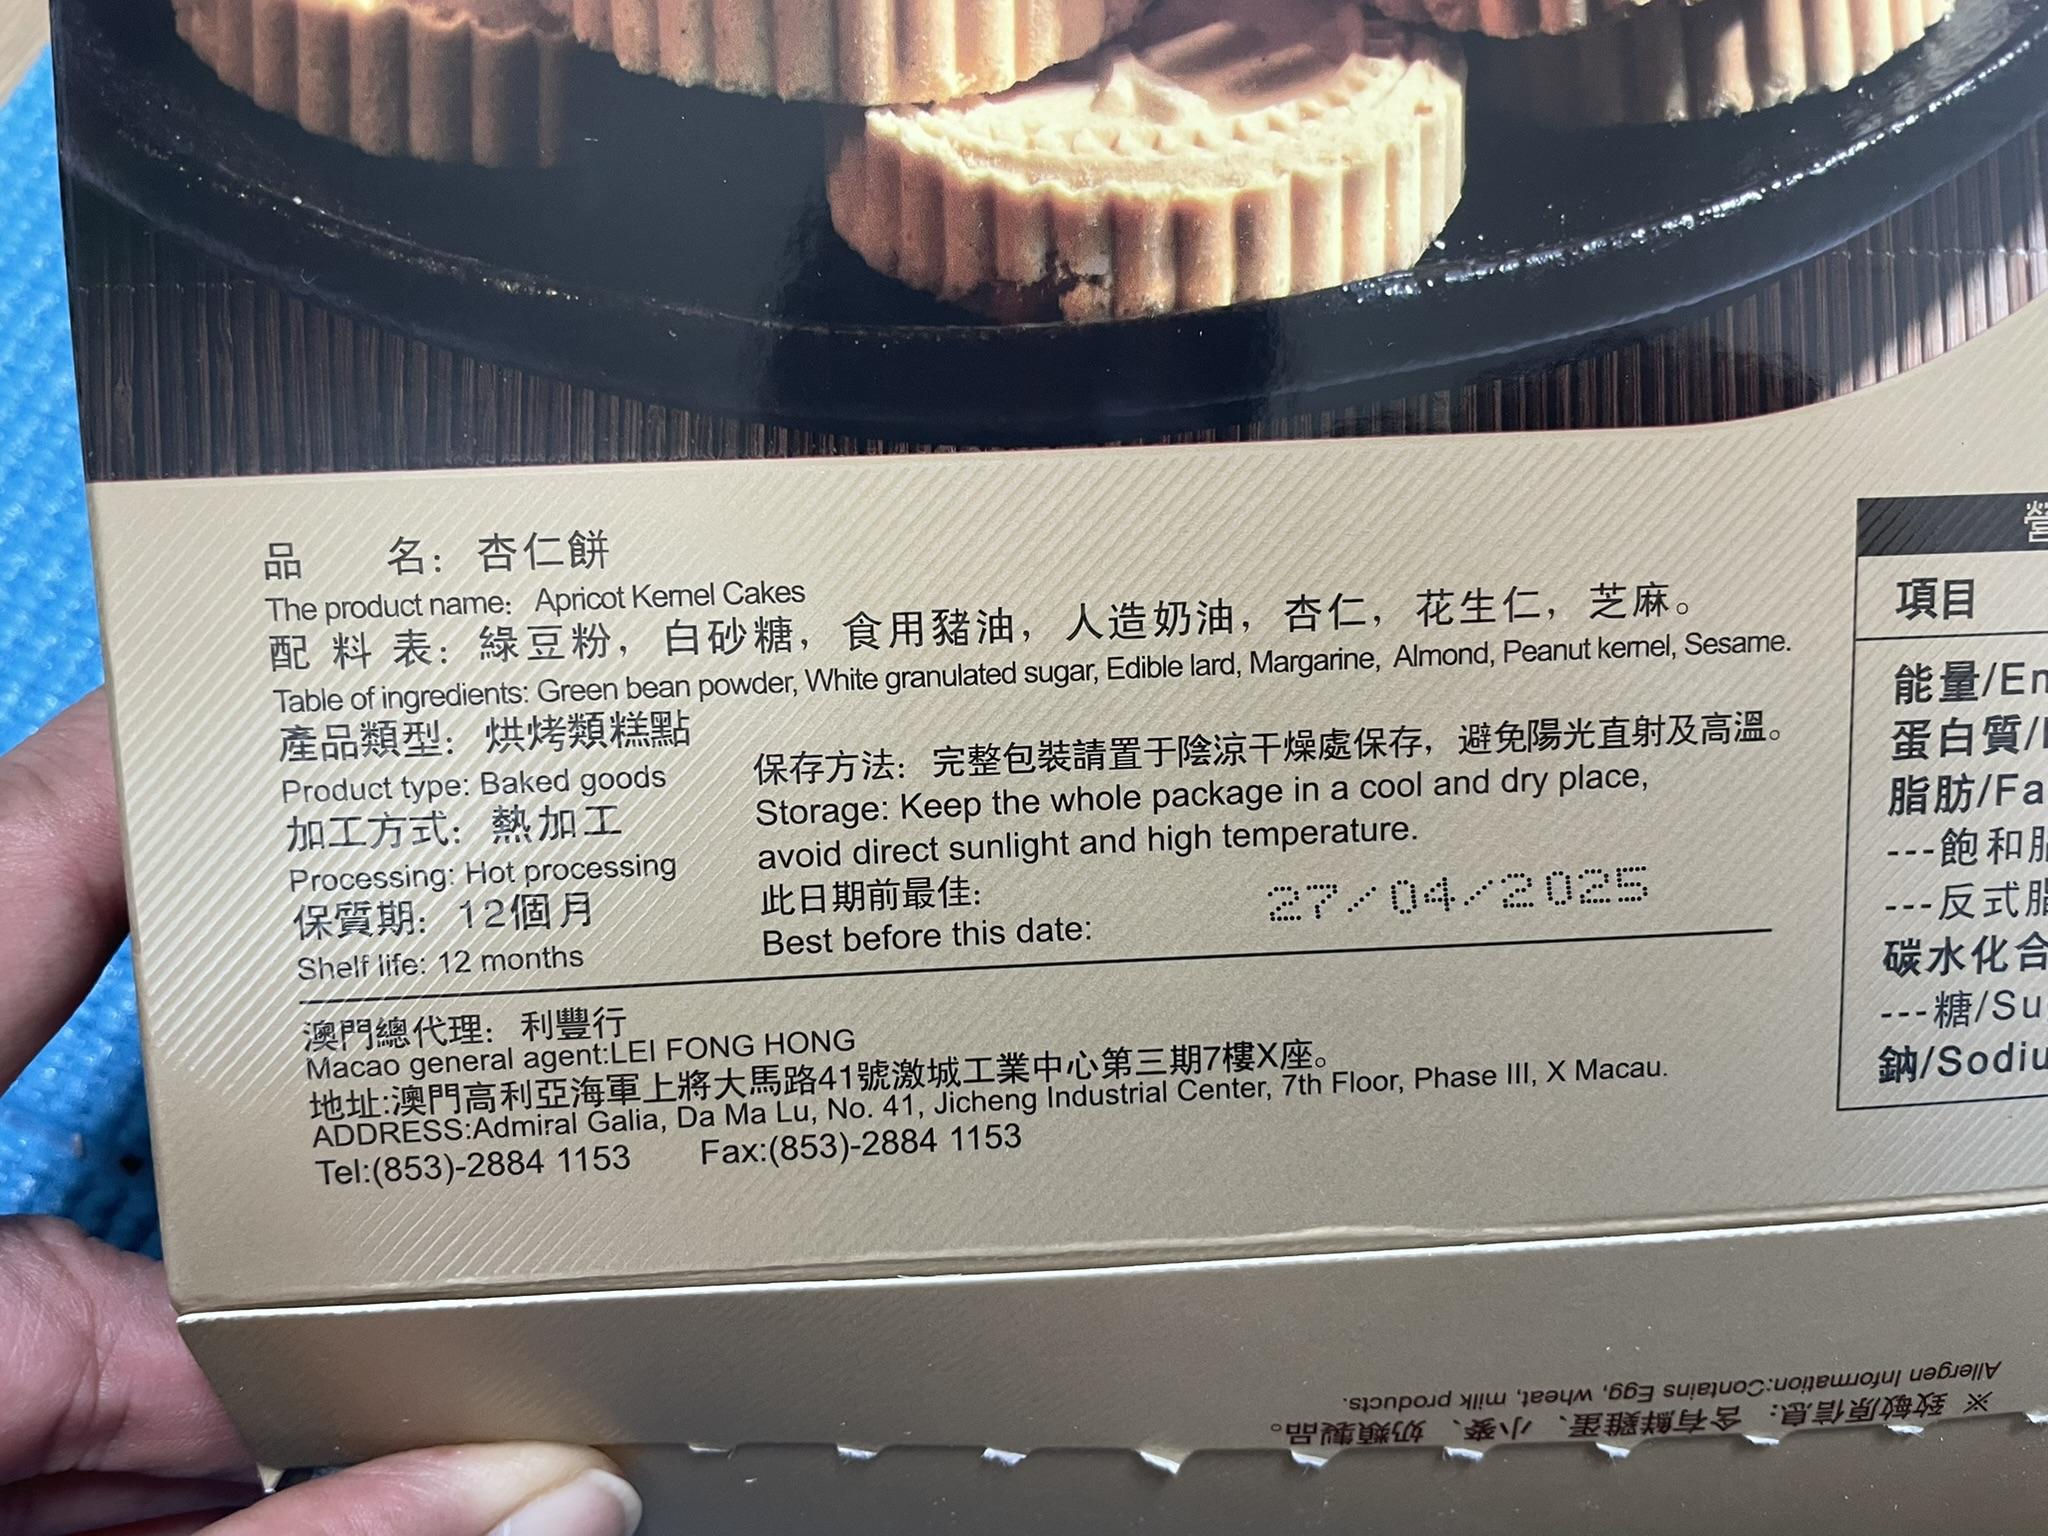 品 名：杏仁餅
The product name: Apricot Kernel Cakes
配 料 表：綠豆粉，白砂糖，食用豬油，人造奶油，杏仁，花生仁，芝麻。
Table of ingredients: Green bean powder, White granulated sugar, Edible lard, Margarine, Almond, Peanut kernel, Sesame.
產品類型：烘烤類糕點
Product type: Baked goods
加工方式：熱加工
Processing: Hot processing
保質期：12個月
Shelf life: 12 months
保存方法：完整包裝請置于陰涼干燥處保存，避免陽光直射及高溫。
Storage: Keep the whole package in a cool and dry place,
avoid direct sunlight and high temperature.
此日期前最佳：
Best before this date: 27/04/2025
澳門總代理：利豐行
Macao general agent:LEI FONG HONG
地址:澳門高利亞海軍上將大馬路41號激城工業中心第三期7樓X座。
ADDRESS:Admiral Galia, Da Ma Lu, No. 41, Jicheng Industrial Center, 7th Floor, Phase III, X Macau.
Tel:(853)-2884 1153 Fax:(853)-2884 1153
營
項目
能量/En
蛋白質/
脂肪/Fa
---飽和
---反式
碳水化合
---糖/Su
鈉/Sodiu
※ 致敏原信息：含有鮮雞蛋、小麥、奶類製品。
Allergen Information:Contains Egg, wheat, milk products.